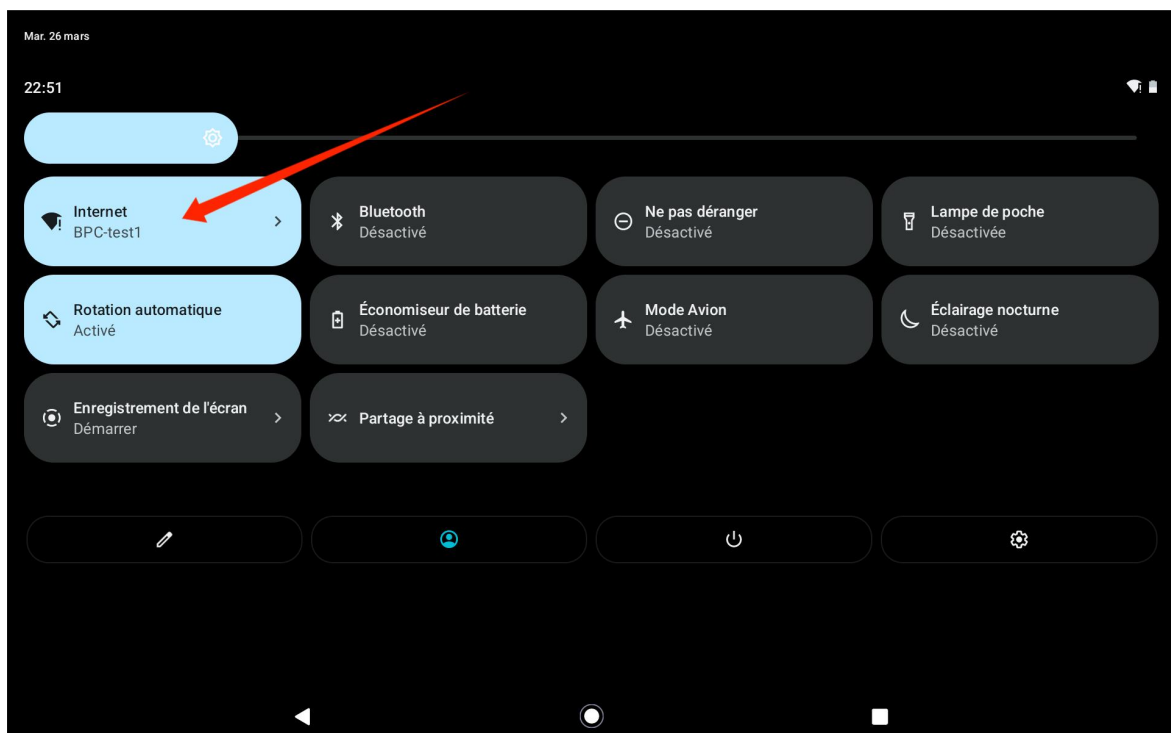 Mar. 26 mars
22:51
Internet
BPC-test1
Bluetooth
Désactivé
Ne pas déranger
Désactivé
Lampe de poche
Désactivée
Rotation automatique
Activé
Économiseur de batterie
Désactivé
Mode Avion
Désactivé
Éclairage nocturne
Désactivé
Enregistrement de l'écran
Démarrer
Partage à proximité